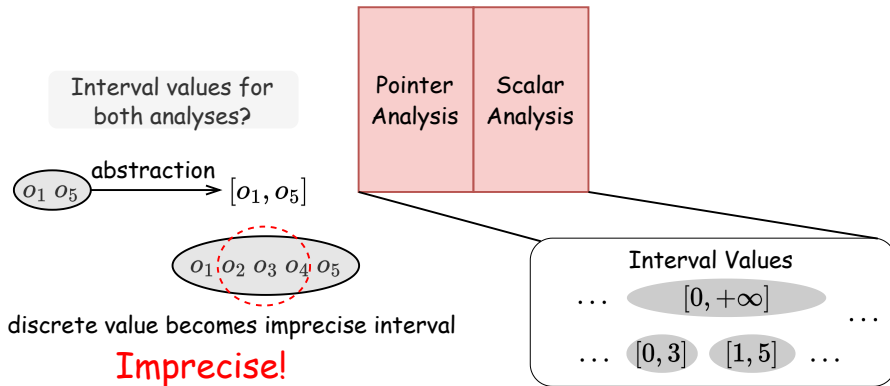 Interval values for
both analyses?
Pointer
Analysis
Scalar
Analysis
abstraction
o₁ o₅
[o₁, o₅]
o₁ o₂ o₃ o₄ o₅
discrete value becomes imprecise interval
Imprecise!
Interval Values
... [0, +∞] ...
... [0, 3] [1, 5] ...